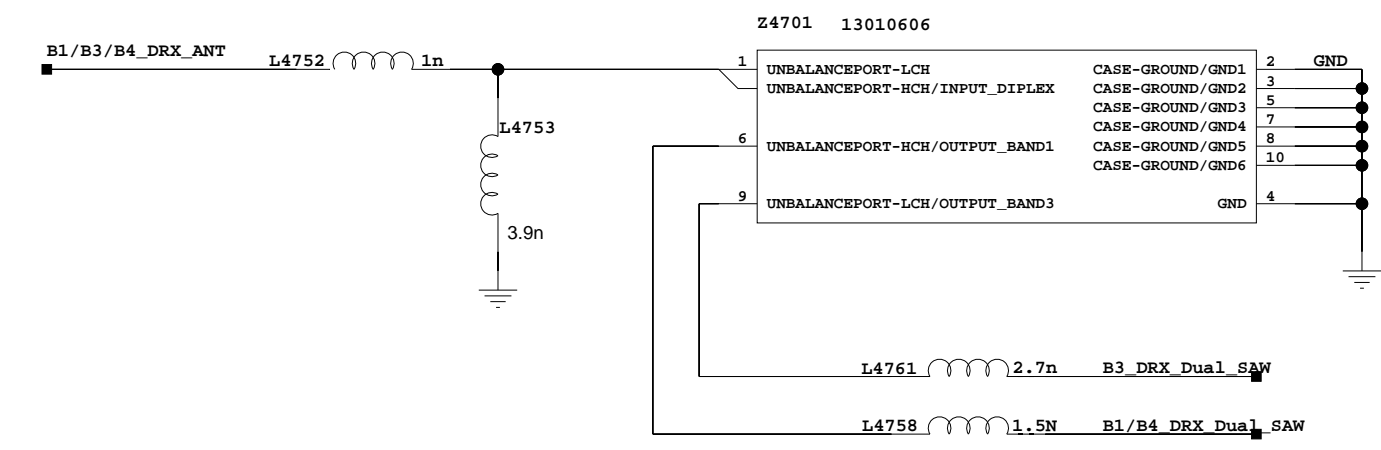 Z4701 13010606
B1/B3/B4_DRX_ANT
L4752 1n
1 UNBALANCEPORT-LCH CASE-GROUND/GND1 2 GND
UNBALANCEPORT-HCH/INPUT_DIPLEX CASE-GROUND/GND2 3
CASE-GROUND/GND3 5
L4753 CASE-GROUND/GND4 7
6 UNBALANCEPORT-HCH/OUTPUT_BAND1 CASE-GROUND/GND5 8
CASE-GROUND/GND6 10
9 UNBALANCEPORT-LCH/OUTPUT_BAND3 GND 4
3.9n
L4761 2.7n B3_DRX_Dual_SAW
L4758 1.5N B1/B4_DRX_Dual_SAW